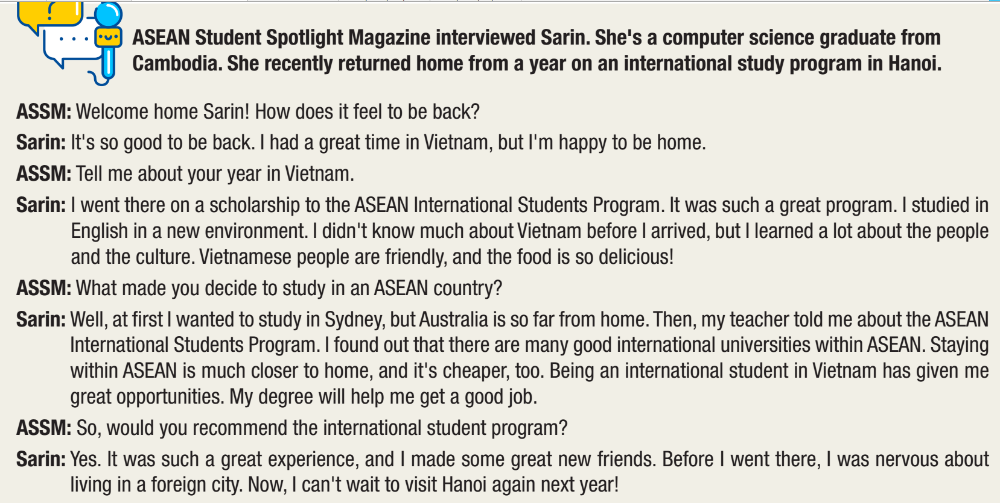 ASEAN Student Spotlight Magazine interviewed Sarin. She's a computer science graduate from
Cambodia. She recently returned home from a year on an international study program in Hanoi.
ASSM: Welcome home Sarin! How does it feel to be back?
Sarin: It's so good to be back. I had a great time in Vietnam, but I'm happy to be home.
ASSM: Tell me about your year in Vietnam.
Sarin: I went there on a scholarship to the ASEAN International Students Program. It was such a great program. I studied in
English in a new environment. I didn't know much about Vietnam before I arrived, but I learned a lot about the people
and the culture. Vietnamese people are friendly, and the food is so delicious!
ASSM: What made you decide to study in an ASEAN country?
Sarin: Well, at first I wanted to study in Sydney, but Australia is so far from home. Then, my teacher told me about the ASEAN
International Students Program. I found out that there are many good international universities within ASEAN. Staying
within ASEAN is much closer to home, and it's cheaper, too. Being an international student in Vietnam has given me
great opportunities. My degree will help me get a good job.
ASSM: So, would you recommend the international student program?
Sarin: Yes. It was such a great experience, and I made some great new friends. Before I went there, I was nervous about
living in a foreign city. Now, I can't wait to visit Hanoi again next year!